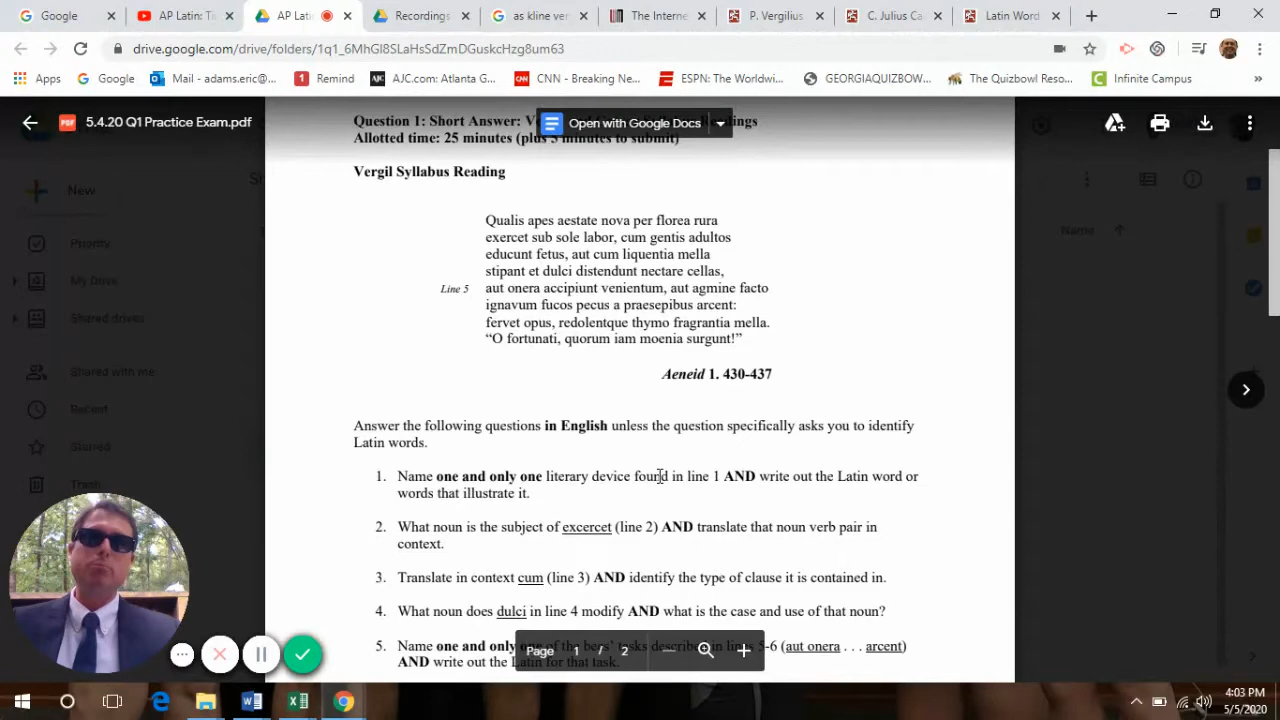 Vi
AP Latin: Ti
AP Lati
Recordings
as kline ver
The Interne
P. Vergilius
C. Julius Ca
Latin Word
drive.google.com/drive/folders/1q1_6MhGI8SLaHsSdZmDGuskcHzg8um63
Apps
Google
Mail - adams.eric@...
1 Remind
AJC.com: Atlanta G...
CNN - Breaking Ne...
ESPN: The Worldwi...
GEORGIAQUIZBOW...
The Quizbowl Reso...
Infinite Campus
PDF 5.4.20 Q1 Practice Exam.pdf
Open with Google Docs
New
Priority
My Drive
Shared drives
Shared with me
Recent
Starred
Trash
Name
Question 1: Short Answer:
Allotted time: 25 minutes (plus 5 minutes to submit)
Vergil Syllabus Reading
Qualis apes aestate nova per florea rura
exercet sub sole labor, cum gentis adultos
educunt fetus, aut cum liquentia mella
stipant et dulci distendunt nectare cellas,
Line 5 aut onera accipiunt venientum, aut agmine facto
ignavum fucos pecus a praesepibus arcent:
fervet opus, redolentque thymo fragrantia mella.
“O fortunati, quorum iam moenia surgunt!”
Aeneid 1. 430-437
Answer the following questions in English unless the question specifically asks you to identify
Latin words.
1. Name one and only one literary device found in line 1 AND write out the Latin word or
words that illustrate it.
2. What noun is the subject of excercet (line 2) AND translate that noun verb pair in
context.
3. Translate in context cum (line 3) AND identify the type of clause it is contained in.
4. What noun does dulci in line 4 modify AND what is the case and use of that noun?
5. Name one and only one of the bees’ tasks described in lines 5-6 (aut onera . . . arcent)
AND write out the Latin for that task.
Page 1 / 2
4:03 PM
5/5/2020